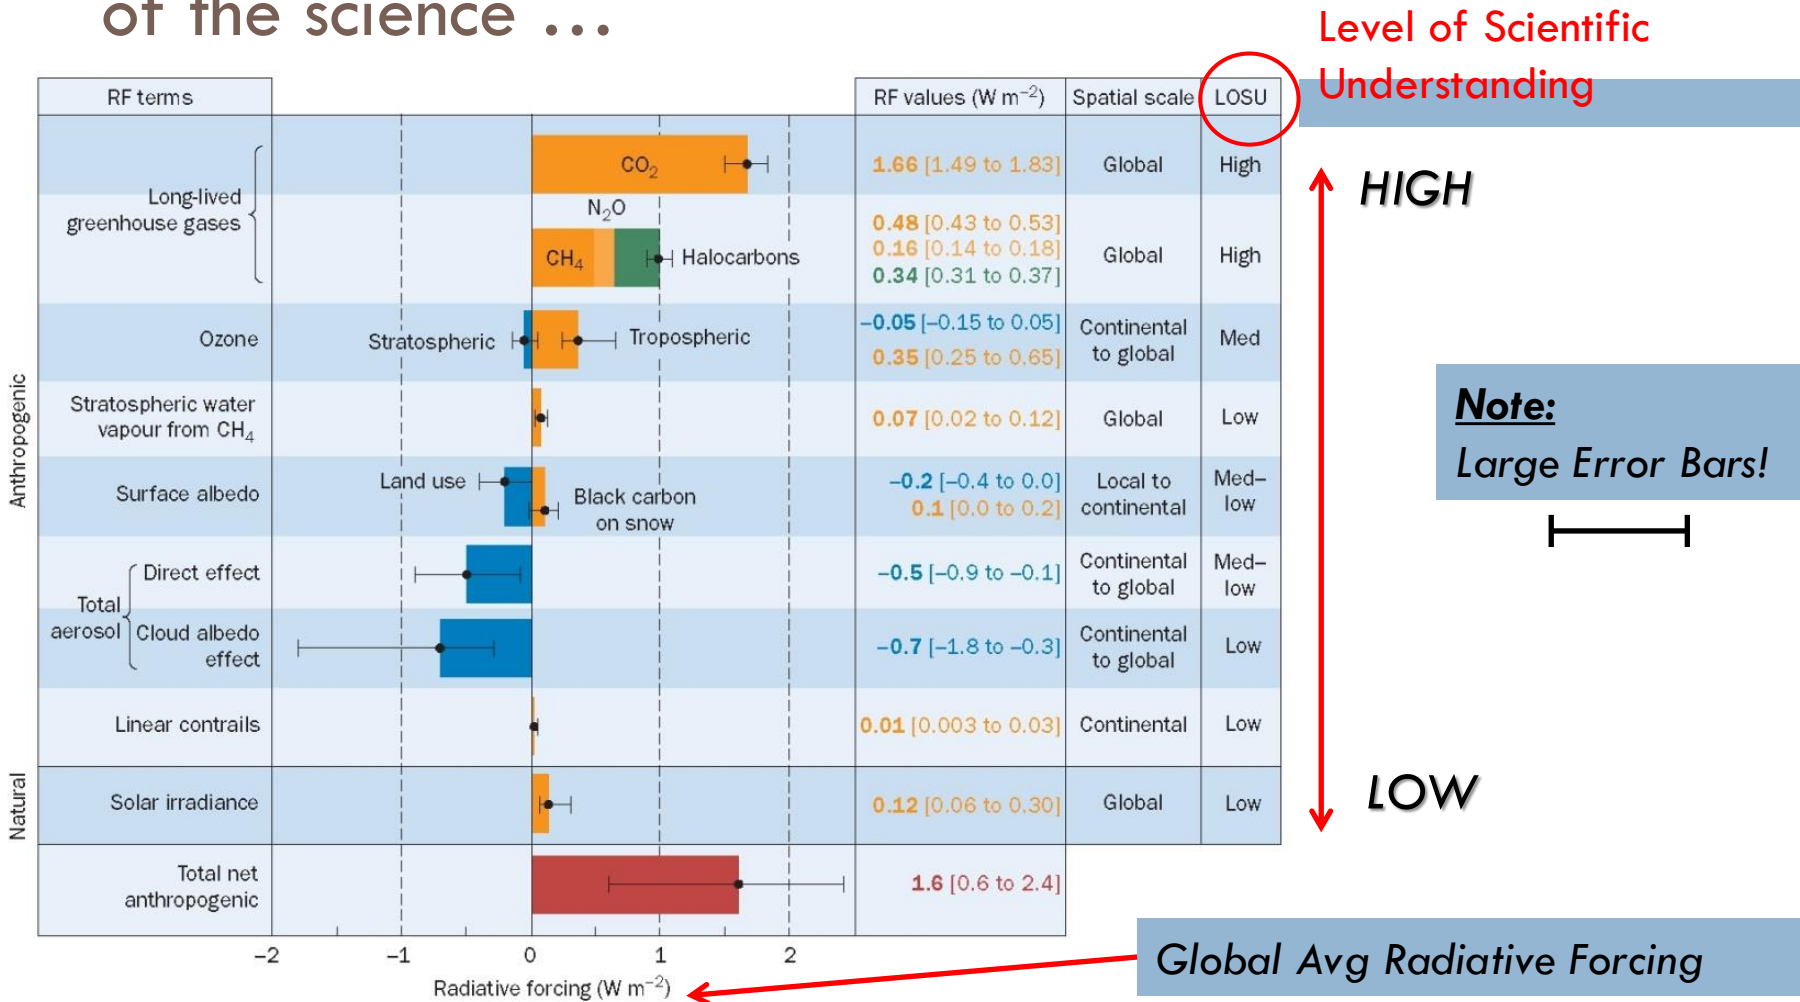 of the science …
Level of Scientific
Understanding
RF terms
RF values (W m⁻²)
Spatial scale
LOSU
Anthropogenic
Long-lived
greenhouse gases
CO₂
1.66 [1.49 to 1.83]
Global
High
HIGH
N₂O
CH₄
Halocarbons
0.48 [0.43 to 0.53]
0.16 [0.14 to 0.18]
0.34 [0.31 to 0.37]
Global
High
Ozone
Stratospheric
Tropospheric
−0.05 [−0.15 to 0.05]
0.35 [0.25 to 0.65]
Continental
to global
Med
Stratospheric water
vapour from CH₄
0.07 [0.02 to 0.12]
Global
Low
Note:
Large Error Bars!
Surface albedo
Land use
Black carbon
on snow
−0.2 [−0.4 to 0.0]
0.1 [0.0 to 0.2]
Local to
continental
Med–
low
Total
aerosol
Direct effect
−0.5 [−0.9 to −0.1]
Continental
to global
Med–
low
Cloud albedo
effect
−0.7 [−1.8 to −0.3]
Continental
to global
Low
Linear contrails
0.01 [0.003 to 0.03]
Continental
Low
Natural
Solar irradiance
0.12 [0.06 to 0.30]
Global
Low
LOW
Total net
anthropogenic
1.6 [0.6 to 2.4]
−2 −1 0 1 2
Radiative forcing (W m⁻²)
Global Avg Radiative Forcing